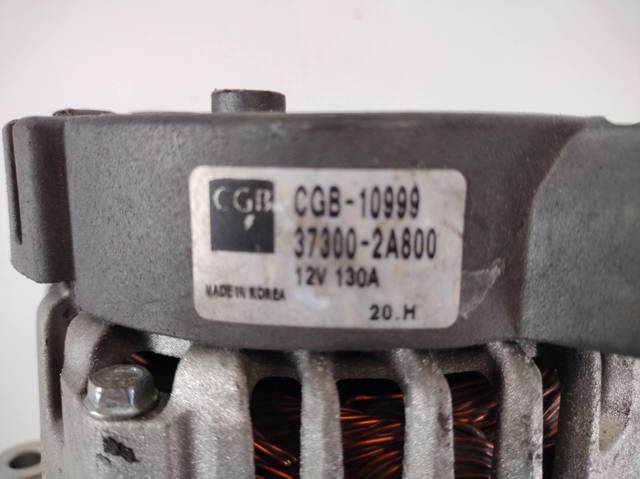 CGB CGB-10999
37300-2A800
12V 130A
MADE IN KOREA
20.H